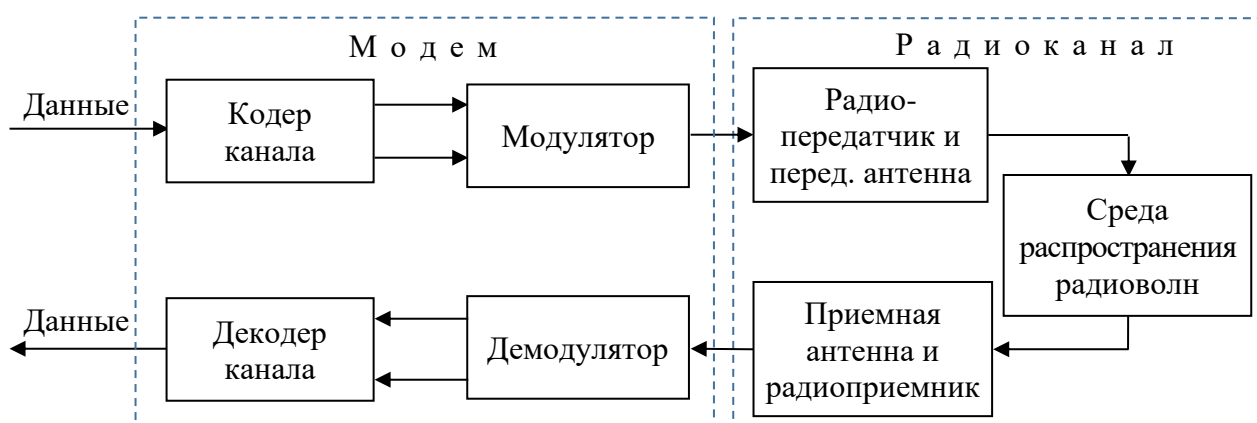 М о д е м
Р а д и о к а н а л
Данные
Кодер
канала
Модулятор
Радио-
передатчик и
перед. антенна
Среда
распространения
радиоволн
Данные
Декодер
канала
Демодулятор
Приемная
антенна и
радиоприемник